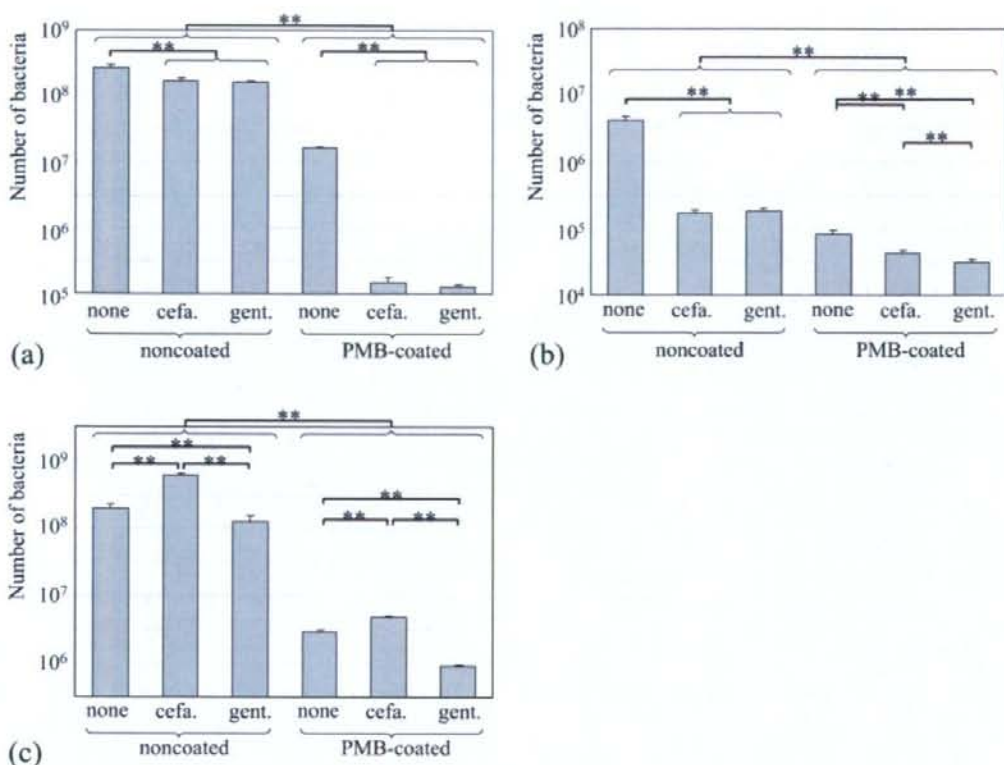 **
10⁹
** **
10⁸
10⁷
10⁶
10⁵
Number of bacteria
none cefa. gent. none cefa. gent.
noncoated PMB-coated
(a)
10⁸
**
10⁷
** ** **
**
10⁶
10⁵
10⁴
Number of bacteria
none cefa. gent. none cefa. gent.
noncoated PMB-coated
(b)
**
**
10⁹
** **
**
10⁸
** **
10⁷
10⁶
Number of bacteria
none cefa. gent. none cefa. gent.
noncoated PMB-coated
(c)